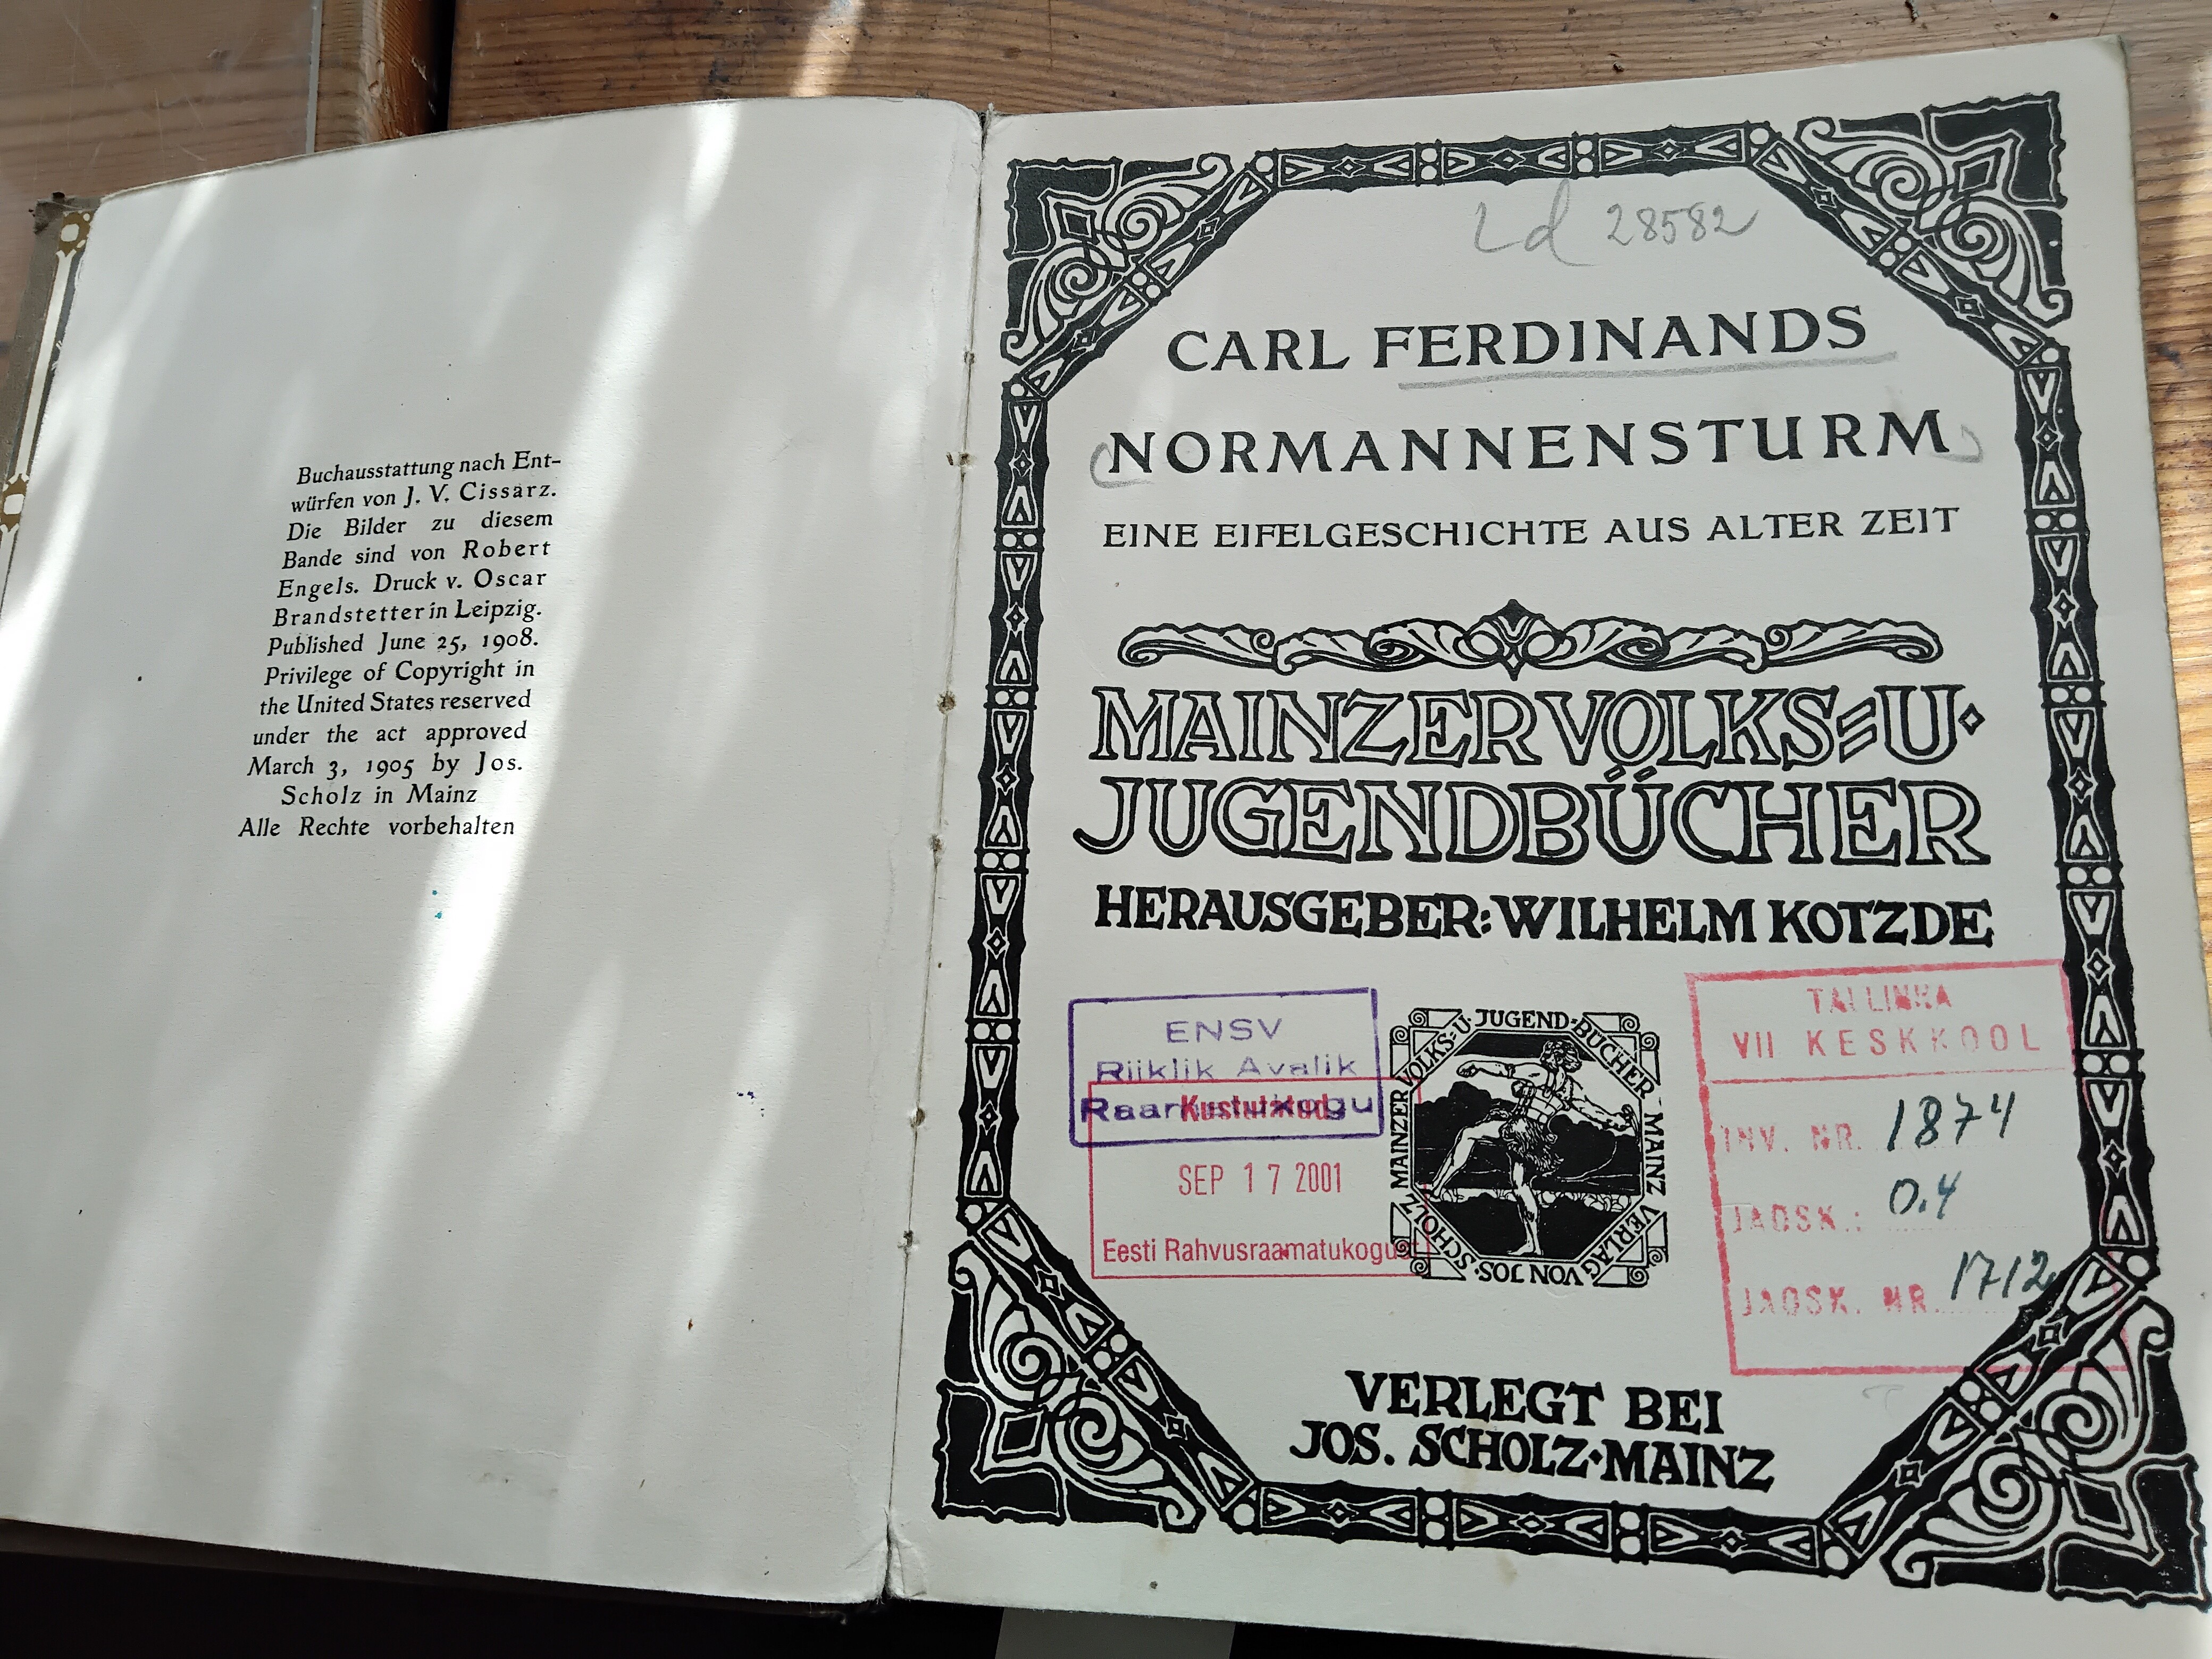 Buchausstattung nach Ent-
würfen von J. V. Cissarz.
Die Bilder zu diesem
Bande sind von Robert
Engels. Druck v. Oscar
Brandstetter in Leipzig.
Published June 25, 1908.
Privilege of Copyright in
the United States reserved
under the act approved
March 3, 1905 by Jos.
Scholz in Mainz
Alle Rechte vorbehalten
Ld 28582
CARL FERDINANDS
NORMANNENSTURM
EINE EIFELGESCHICHTE AUS ALTER ZEIT
MAINZER VOLKS=U·
JUGENDBÜCHER
HERAUSGEBER: WILHELM KOTZDE
ENSV
Riiklik Avalik
Raamatukogu
Kustutatud
SEP 17 2001
Eesti Rahvusraamatukogust
MAINZER VOLKS=U·JUGEND=BÜCHER
VERLAG VON JOS· SCHOLZ MAINZ
TALLINNA
VII KESKKOOL
INV. NR. 1874
JAOSK.: 0.4
JAOSK. NR. 1712
VERLEGT BEI
JOS. SCHOLZ·MAINZ